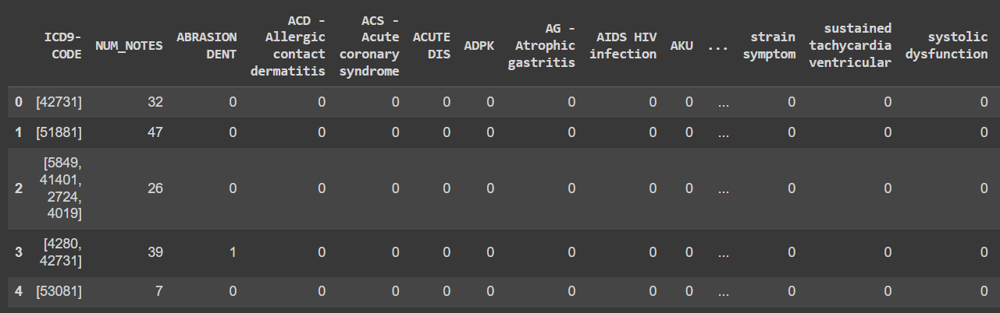 ICD9-CODE NUM_NOTES ABRASION DENT ACD - Allergic contact dermatitis ACS - Acute coronary syndrome ACUTE DIS ADPK AG - Atrophic gastritis AIDS HIV infection AKU ... strain symptom sustained tachycardia ventricular systolic dysfunction
0 [42731] 32 0 0 0 0 0 0 0 0 ... 0 0 0
1 [51881] 47 0 0 0 0 0 0 0 0 ... 0 0 0
2 [5849, 41401, 2724, 4019] 26 0 0 0 0 0 0 0 0 ... 0 0 0
3 [4280, 42731] 39 1 0 0 0 0 0 0 0 ... 0 0 0
4 [53081] 7 0 0 0 0 0 0 0 0 ... 0 0 0